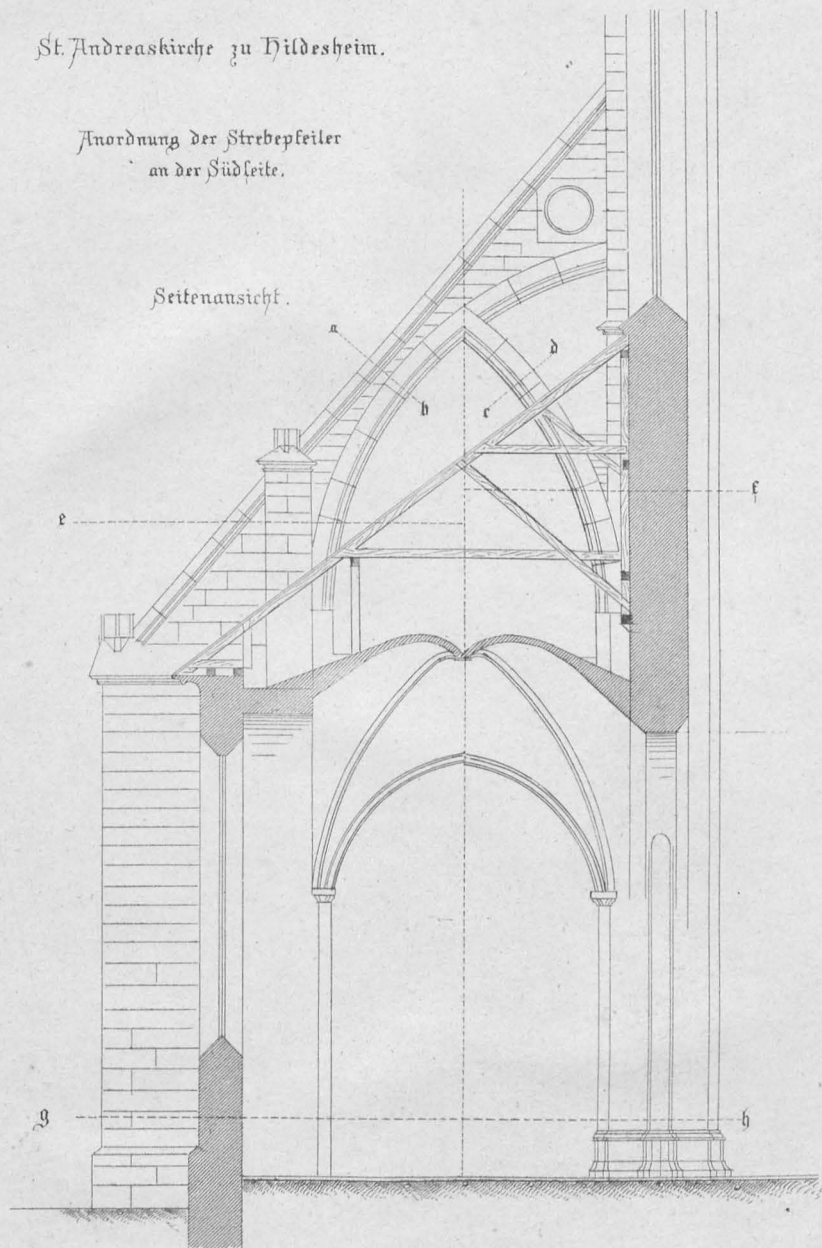 St. Andreaskirche zu Hildesheim.
Anordnung der Strebepfeiler
an der Südseite.
Seitenansicht.
a
d
b
c
e
f
g
h